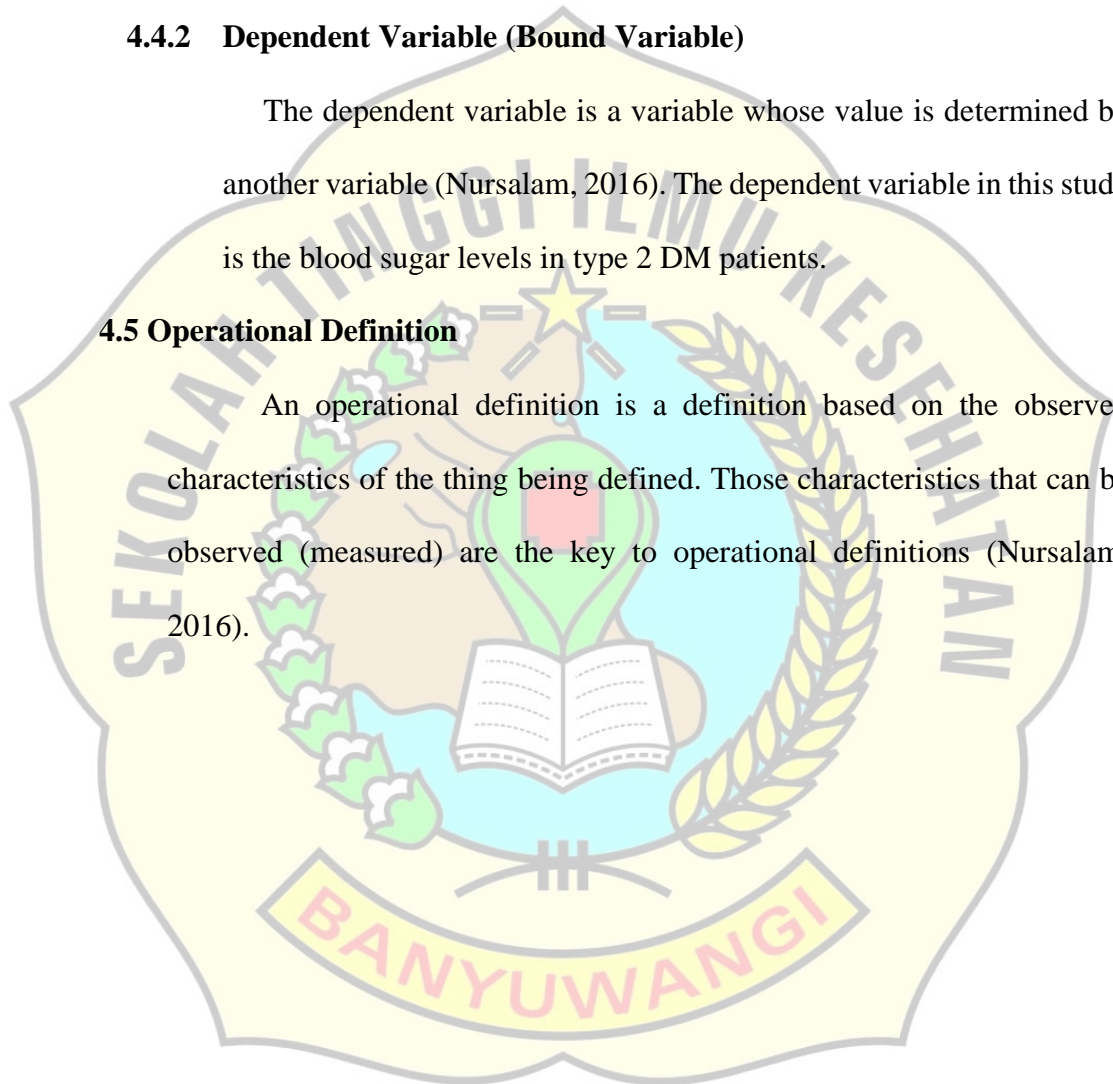 4.4.2 Dependent Variable (Bound Variable)
The dependent variable is a variable whose value is determined b
another variable (Nursalam, 2016). The dependent variable in this stud
is the blood sugar levels in type 2 DM patients.
4.5 Operational Definition
An operational definition is a definition based on the observe
characteristics of the thing being defined. Those characteristics that can b
observed (measured) are the key to operational definitions (Nursalam
2016).
SEKOLAH TINGGI ILMU KESEHATAN
BANYUWANGI